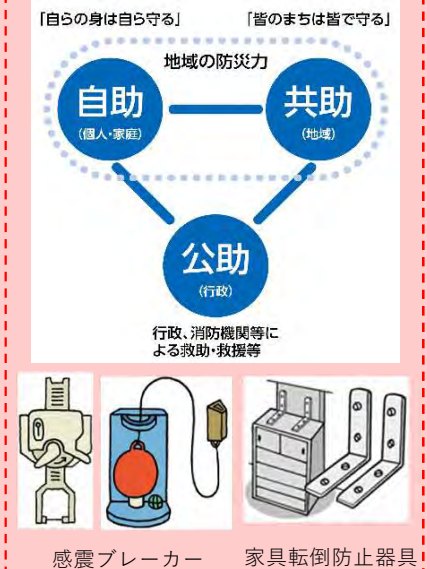 「自らの身は自ら守る」
「皆のまちは皆で守る」
地域の防災力
自助
(個人・家庭)
共助
(地域)
公助
(行政)
行政、消防機関等に
よる救助・救援等
感震ブレーカー
家具転倒防止器具